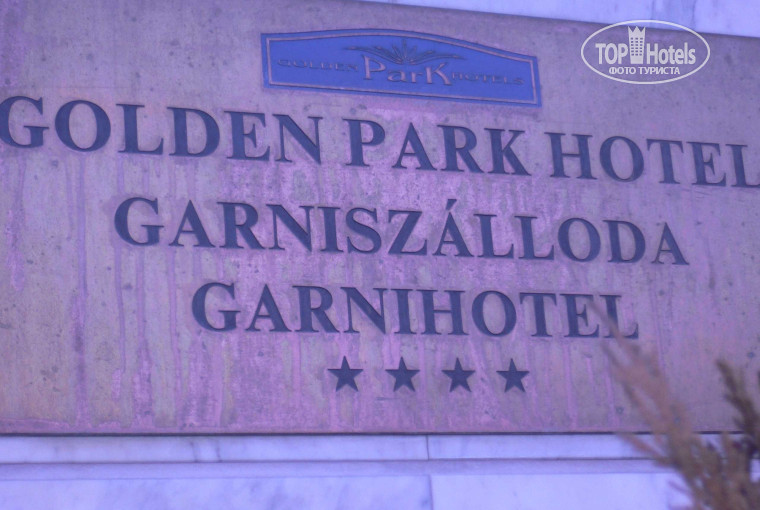 TOP Hotels
ФОТО ТУРИСТА
GOLDEN PARK HOTELS
GOLDEN PARK HOTEL
GARNISZÁLLODA
GARNIHOTEL
★★★★